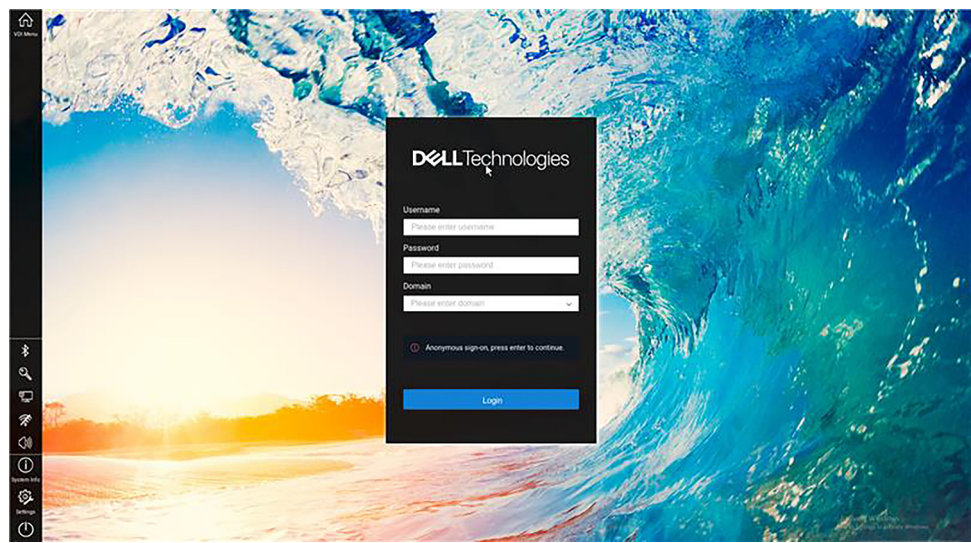 VDI Menu
DELLTechnologies
Username
Please enter username
Password
Please enter password
Domain
Please enter domain
Anonymous sign-on, press enter to continue.
Login
System Info
Settings
Windows